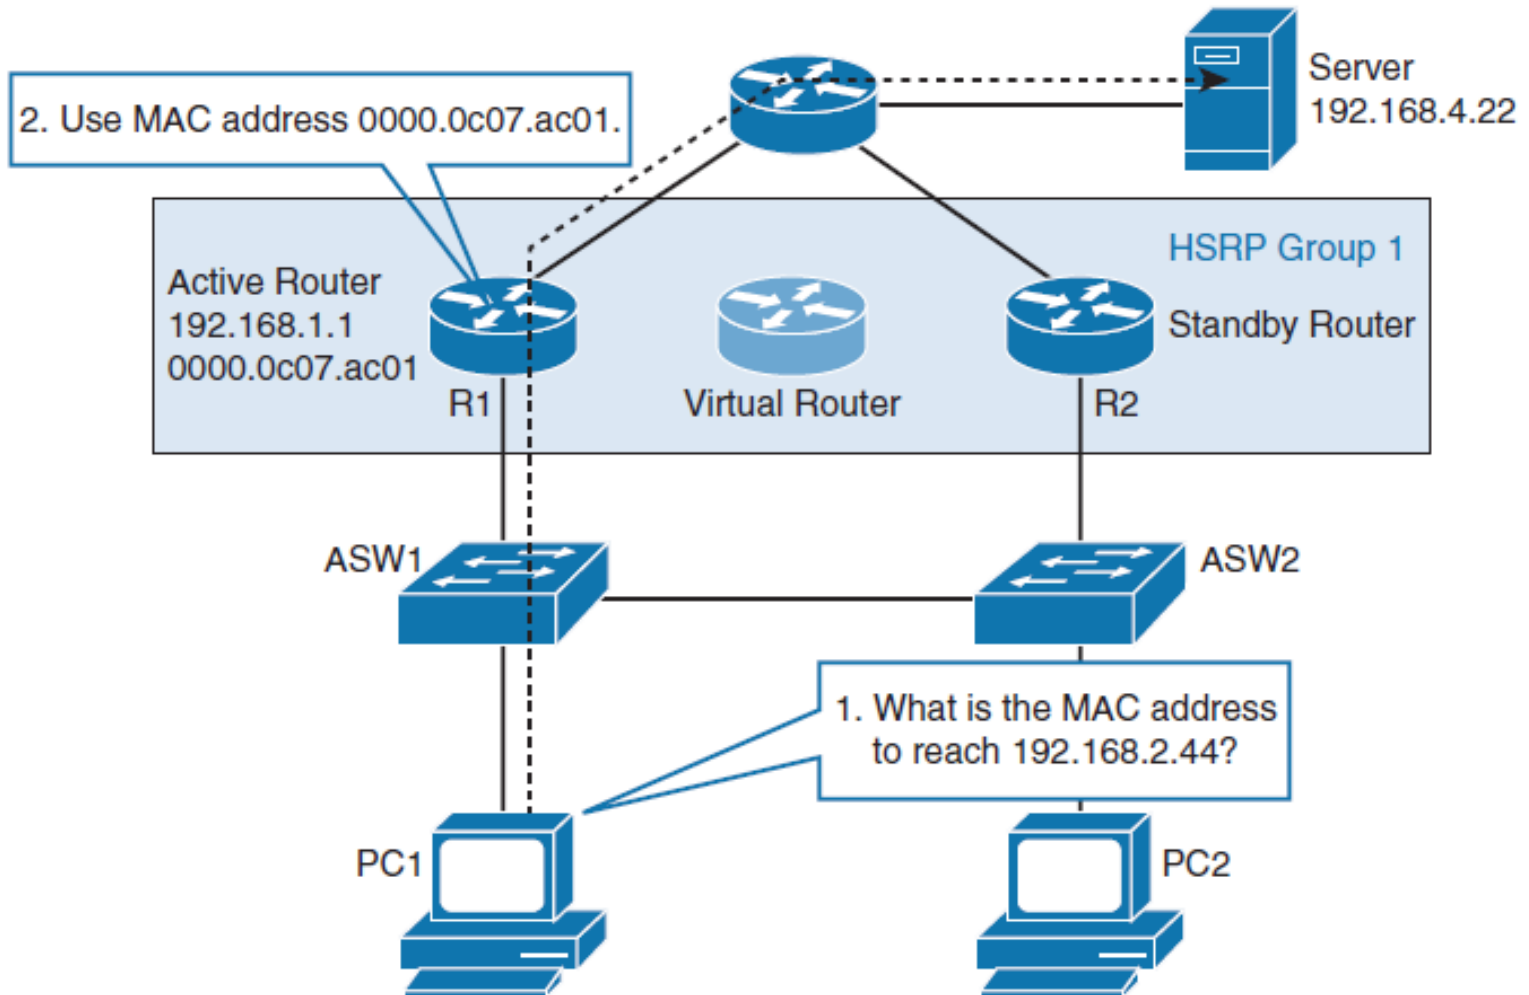 Server
192.168.4.22
2. Use MAC address 0000.0c07.ac01.
HSRP Group 1
Active Router
192.168.1.1
0000.0c07.ac01
Standby Router
R1
Virtual Router
R2
ASW1
ASW2
1. What is the MAC address
to reach 192.168.2.44?
PC1
PC2